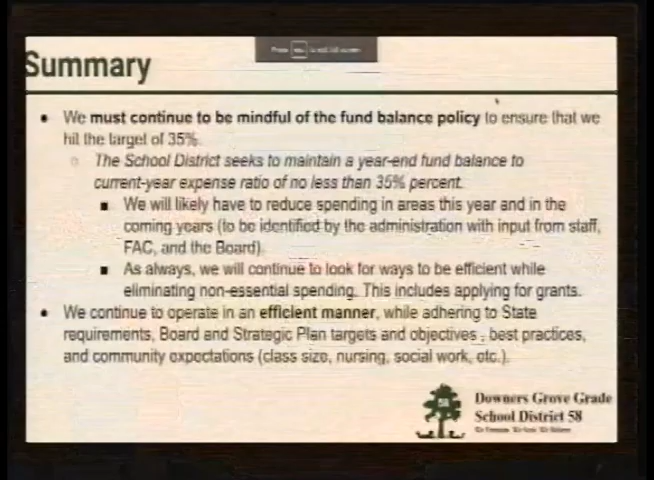 Summary
• We must continue to be mindful of the fund balance policy to ensure that we
hit the target of 35%.
○ The School District seeks to maintain a year-end fund balance to
current-year expense ratio of no less than 35% percent.
■ We will likely have to reduce spending in areas this year and in the
coming years (to be identified by the administration with input from staff,
FAC, and the Board).
■ As always, we will continue to look for ways to be efficient while
eliminating non-essential spending. This includes applying for grants.
• We continue to operate in an efficient manner, while adhering to State
requirements, Board and Strategic Plan targets and objectives, best practices,
and community expectations (class size, nursing, social work, etc.).
58
Downers Grove Grade
School District 58